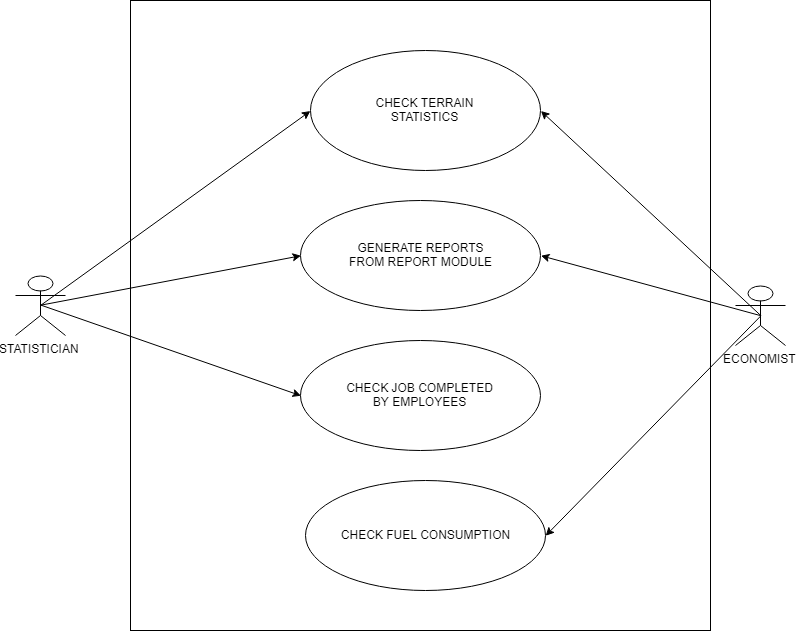 CHECK TERRAIN
STATISTICS
GENERATE REPORTS
FROM REPORT MODULE
STATISTICIAN
ECONOMIST
CHECK JOB COMPLETED
BY EMPLOYEES
CHECK FUEL CONSUMPTION